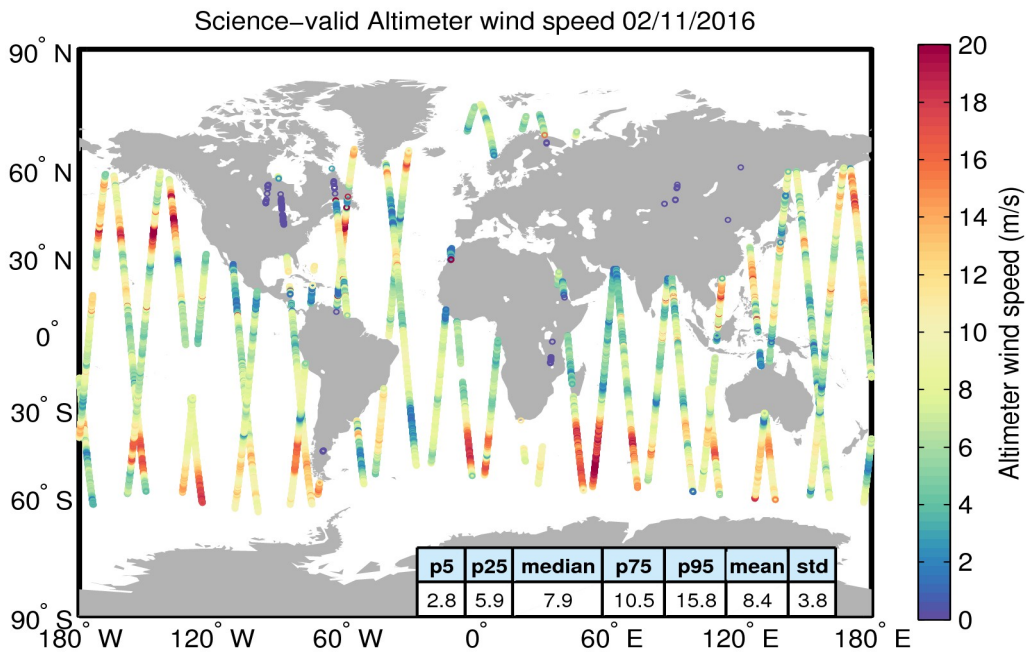 Science−valid Altimeter wind speed 02/11/2016
90° N
60° N
30° N
0°
30° S
60° S
90° S
180° W
120° W
60° W
0°
60° E
120° E
180° E
p5 p25 median p75 p95 mean std
2.8 5.9 7.9 10.5 15.8 8.4 3.8
20
18
16
14
12
10
8
6
4
2
0
Altimeter wind speed (m/s)